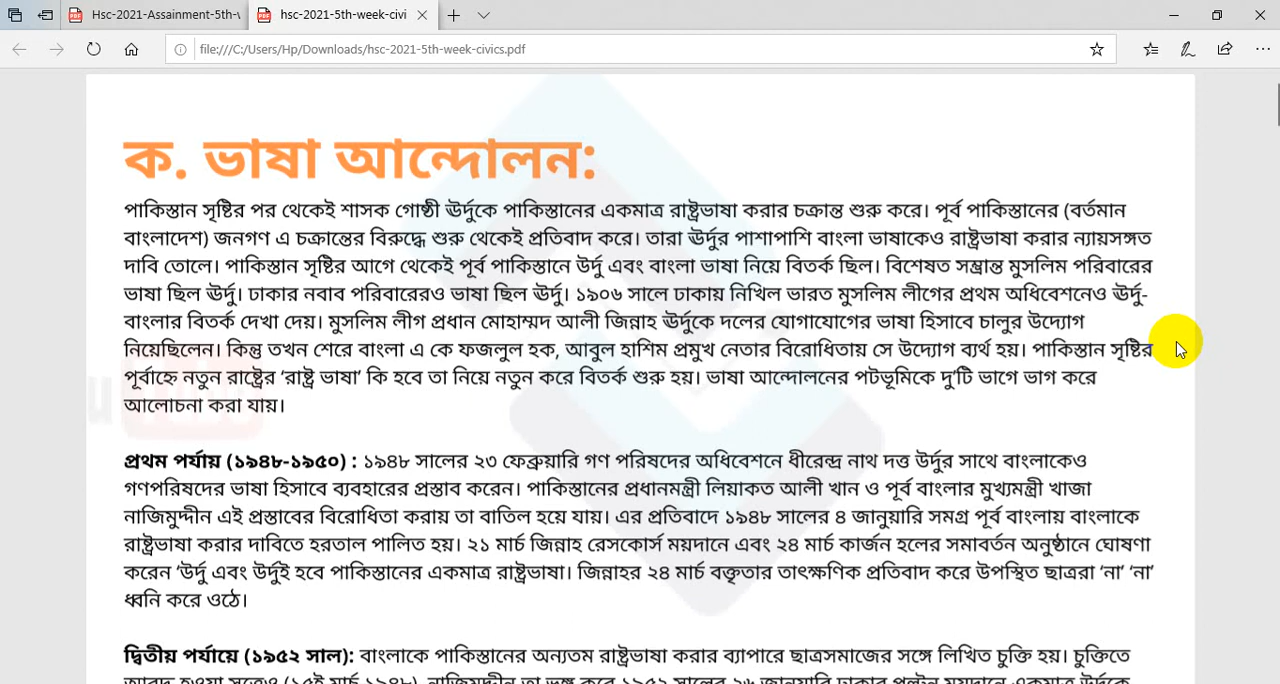 Hsc-2021-Assainment-5th-v
hsc-2021-5th-week-civi
file:///C:/Users/Hp/Downloads/hsc-2021-5th-week-civics.pdf
ক. ভাষা আন্দোলন:
পাকিস্তান সৃষ্টির পর থেকেই শাসক গোষ্ঠী ঊর্দুকে পাকিস্তানের একমাত্র রাষ্ট্রভাষা করার চক্রান্ত শুরু করে। পূর্ব পাকিস্তানের (বর্তমান
বাংলাদেশ) জনগণ এ চক্রান্তের বিরুদ্ধে শুরু থেকেই প্রতিবাদ করে। তারা ঊর্দুর পাশাপাশি বাংলা ভাষাকেও রাষ্ট্রভাষা করার ন্যায়সঙ্গত
দাবি তোলে। পাকিস্তান সৃষ্টির আগে থেকেই পূর্ব পাকিস্তানে উর্দু এবং বাংলা ভাষা নিয়ে বিতর্ক ছিল। বিশেষত সম্ভ্রান্ত মুসলিম পরিবারের
ভাষা ছিল ঊর্দু। ঢাকার নবাব পরিবারেরও ভাষা ছিল ঊর্দু। ১৯০৬ সালে ঢাকায় নিখিল ভারত মুসলিম লীগের প্রথম অধিবেশনেও ঊর্দু-
বাংলার বিতর্ক দেখা দেয়। মুসলিম লীগ প্রধান মোহাম্মদ আলী জিন্নাহ ঊর্দুকে দলের যোগাযোগের ভাষা হিসাবে চালুর উদ্যোগ
নিয়েছিলেন। কিন্তু তখন শেরে বাংলা এ কে ফজলুল হক, আবুল হাশিম প্রমুখ নেতার বিরোধিতায় সে উদ্যোগ ব্যর্থ হয়। পাকিস্তান সৃষ্টির
পূর্বাহ্নে নতুন রাষ্ট্রের ‘রাষ্ট্র ভাষা’ কি হবে তা নিয়ে নতুন করে বিতর্ক শুরু হয়। ভাষা আন্দোলনের পটভূমিকে দু’টি ভাগে ভাগ করে
আলোচনা করা যায়।
প্রথম পর্যায় (১৯৪৮-১৯৫০) : ১৯৪৮ সালের ২৩ ফেব্রুয়ারি গণ পরিষদের অধিবেশনে ধীরেন্দ্র নাথ দত্ত উর্দুর সাথে বাংলাকেও
গণপরিষদের ভাষা হিসাবে ব্যবহারের প্রস্তাব করেন। পাকিস্তানের প্রধানমন্ত্রী লিয়াকত আলী খান ও পূর্ব বাংলার মুখ্যমন্ত্রী খাজা
নাজিমুদ্দীন এই প্রস্তাবের বিরোধিতা করায় তা বাতিল হয়ে যায়। এর প্রতিবাদে ১৯৪৮ সালের ৪ জানুয়ারি সমগ্র পূর্ব বাংলায় বাংলাকে
রাষ্ট্রভাষা করার দাবিতে হরতাল পালিত হয়। ২১ মার্চ জিন্নাহ রেসকোর্স ময়দানে এবং ২৪ মার্চ কার্জন হলের সমাবর্তন অনুষ্ঠানে ঘোষণা
করেন ‘উর্দু এবং উর্দুই হবে পাকিস্তানের একমাত্র রাষ্ট্রভাষা। জিন্নাহর ২৪ মার্চ বক্তৃতার তাৎক্ষণিক প্রতিবাদ করে উপস্থিত ছাত্ররা ‘না’ ‘না’
ধ্বনি করে ওঠে।
দ্বিতীয় পর্যায়ে (১৯৫২ সাল): বাংলাকে পাকিস্তানের অন্যতম রাষ্ট্রভাষা করার ব্যাপারে ছাত্রসমাজের সঙ্গে লিখিত চুক্তি হয়। চুক্তিতে